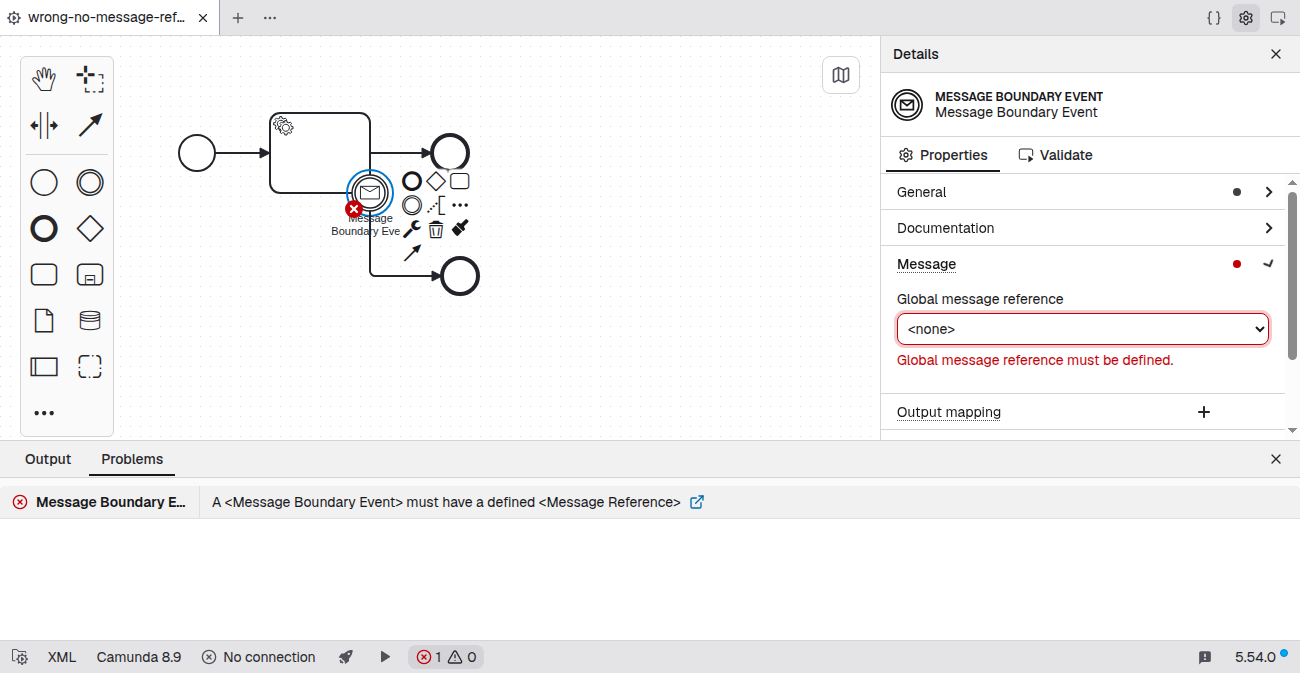 wrong-no-message-ref...
Details
MESSAGE BOUNDARY EVENT
Message Boundary Event
Properties
Validate
General
Documentation
Message
Global message reference
<none>
Global message reference must be defined.
Output mapping
Message
Boundary Eve
Output
Problems
Message Boundary E...
A <Message Boundary Event> must have a defined <Message Reference>
XML
Camunda 8.9
No connection
1
0
5.54.0